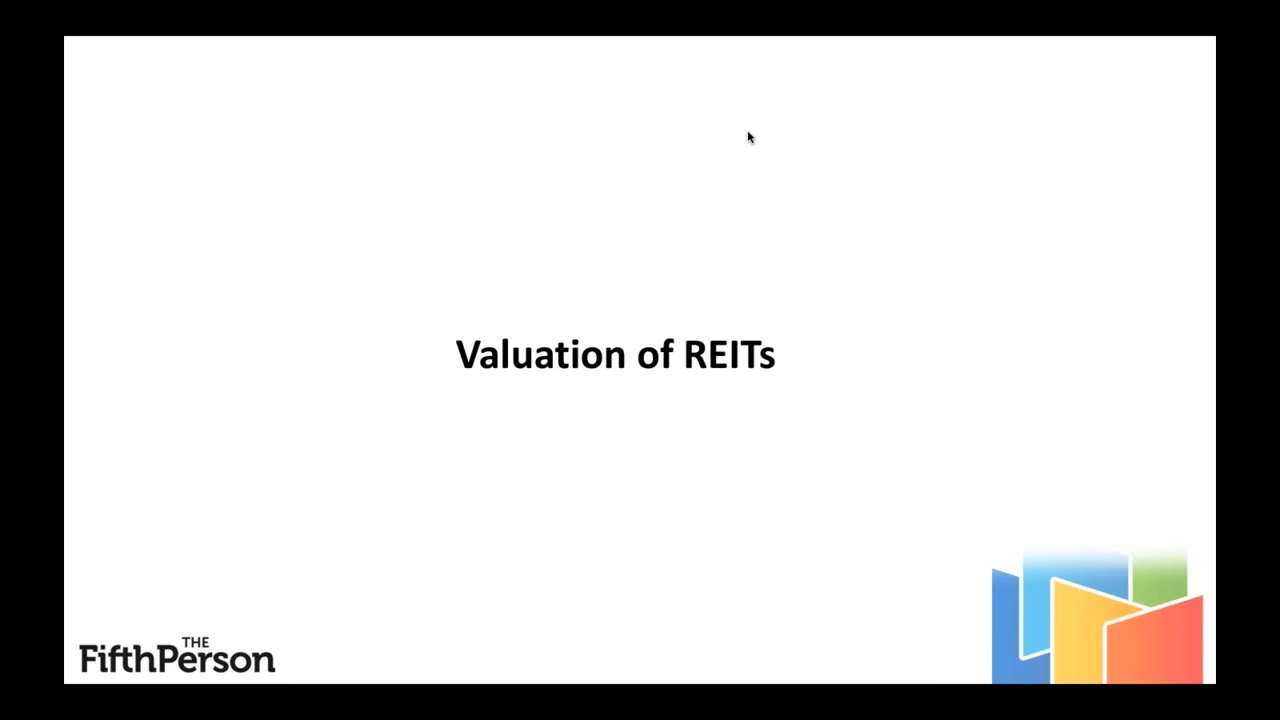 Valuation of REITs
THE
FifthPerson